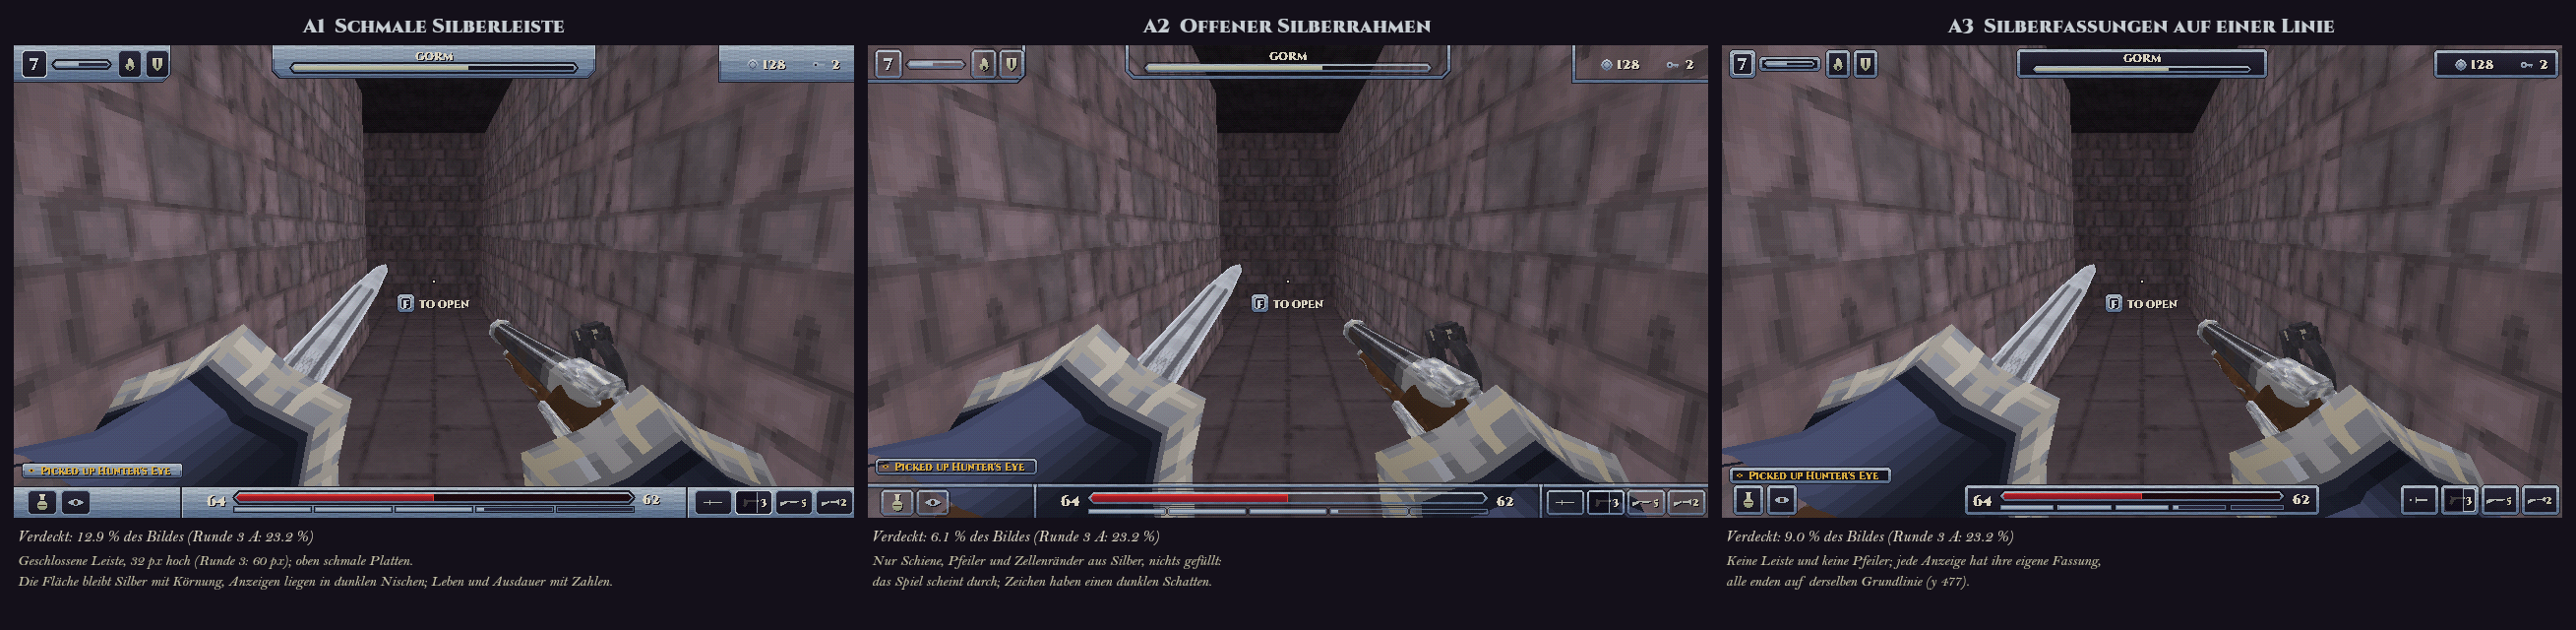 A1 Schmale Silberleiste
7
GORM
128 2
F TO OPEN
Picked up Hunter's Eye
64 62
3 5 2
Verdeckt: 12.9 % des Bildes (Runde 3 A: 23.2 %)
Geschlossene Leiste, 32 px hoch (Runde 3: 60 px); oben schmale Platten.
Die Fläche bleibt Silber mit Körnung, Anzeigen liegen in dunklen Nischen; Leben und Ausdauer mit Zahlen.
A2 Offener Silberrahmen
7
GORM
128 2
F TO OPEN
Picked up Hunter's Eye
64 62
3 5 2
Verdeckt: 6.1 % des Bildes (Runde 3 A: 23.2 %)
Nur Schiene, Pfeiler und Zellenränder aus Silber, nichts gefüllt:
das Spiel scheint durch; Zeichen haben einen dunklen Schatten.
A3 Silberfassungen auf einer Linie
7
GORM
128 2
F TO OPEN
Picked up Hunter's Eye
64 62
3 5 2
Verdeckt: 9.0 % des Bildes (Runde 3 A: 23.2 %)
Keine Leiste und keine Pfeiler; jede Anzeige hat ihre eigene Fassung,
alle enden auf derselben Grundlinie (y 477).